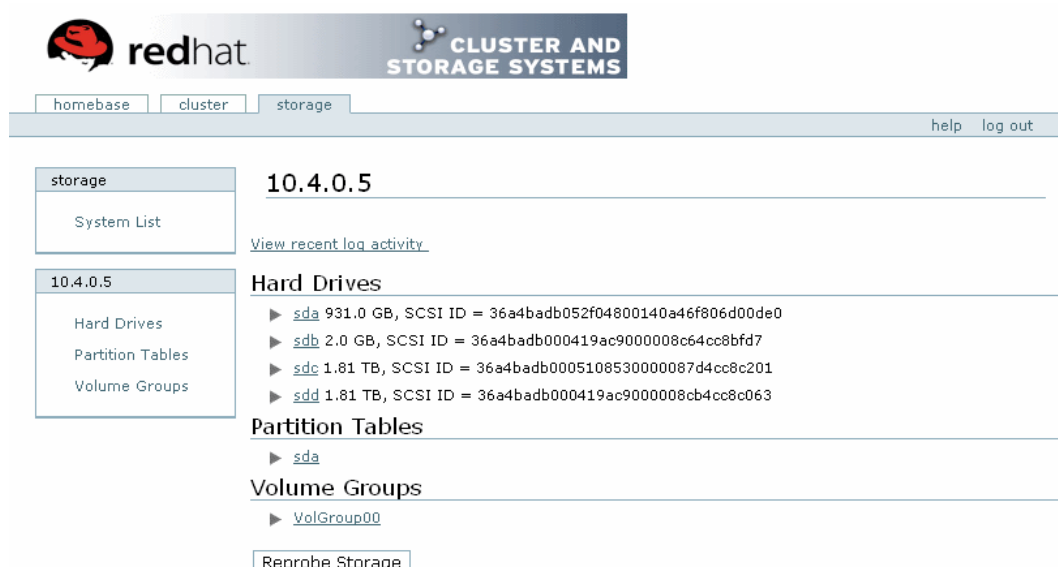 redhat.
CLUSTER AND
STORAGE SYSTEMS
homebase cluster storage
help log out
storage
System List
10.4.0.5
Hard Drives
Partition Tables
Volume Groups
10.4.0.5
View recent log activity
Hard Drives
sda 931.0 GB, SCSI ID = 36a4badb052f04800140a46f806d00de0
sdb 2.0 GB, SCSI ID = 36a4badb000419ac9000008c64cc8bfd7
sdc 1.81 TB, SCSI ID = 36a4badb0005108530000087d4cc8c201
sdd 1.81 TB, SCSI ID = 36a4badb000419ac9000008cb4cc8c063
Partition Tables
sda
Volume Groups
VolGroup00
Reprobe Storage